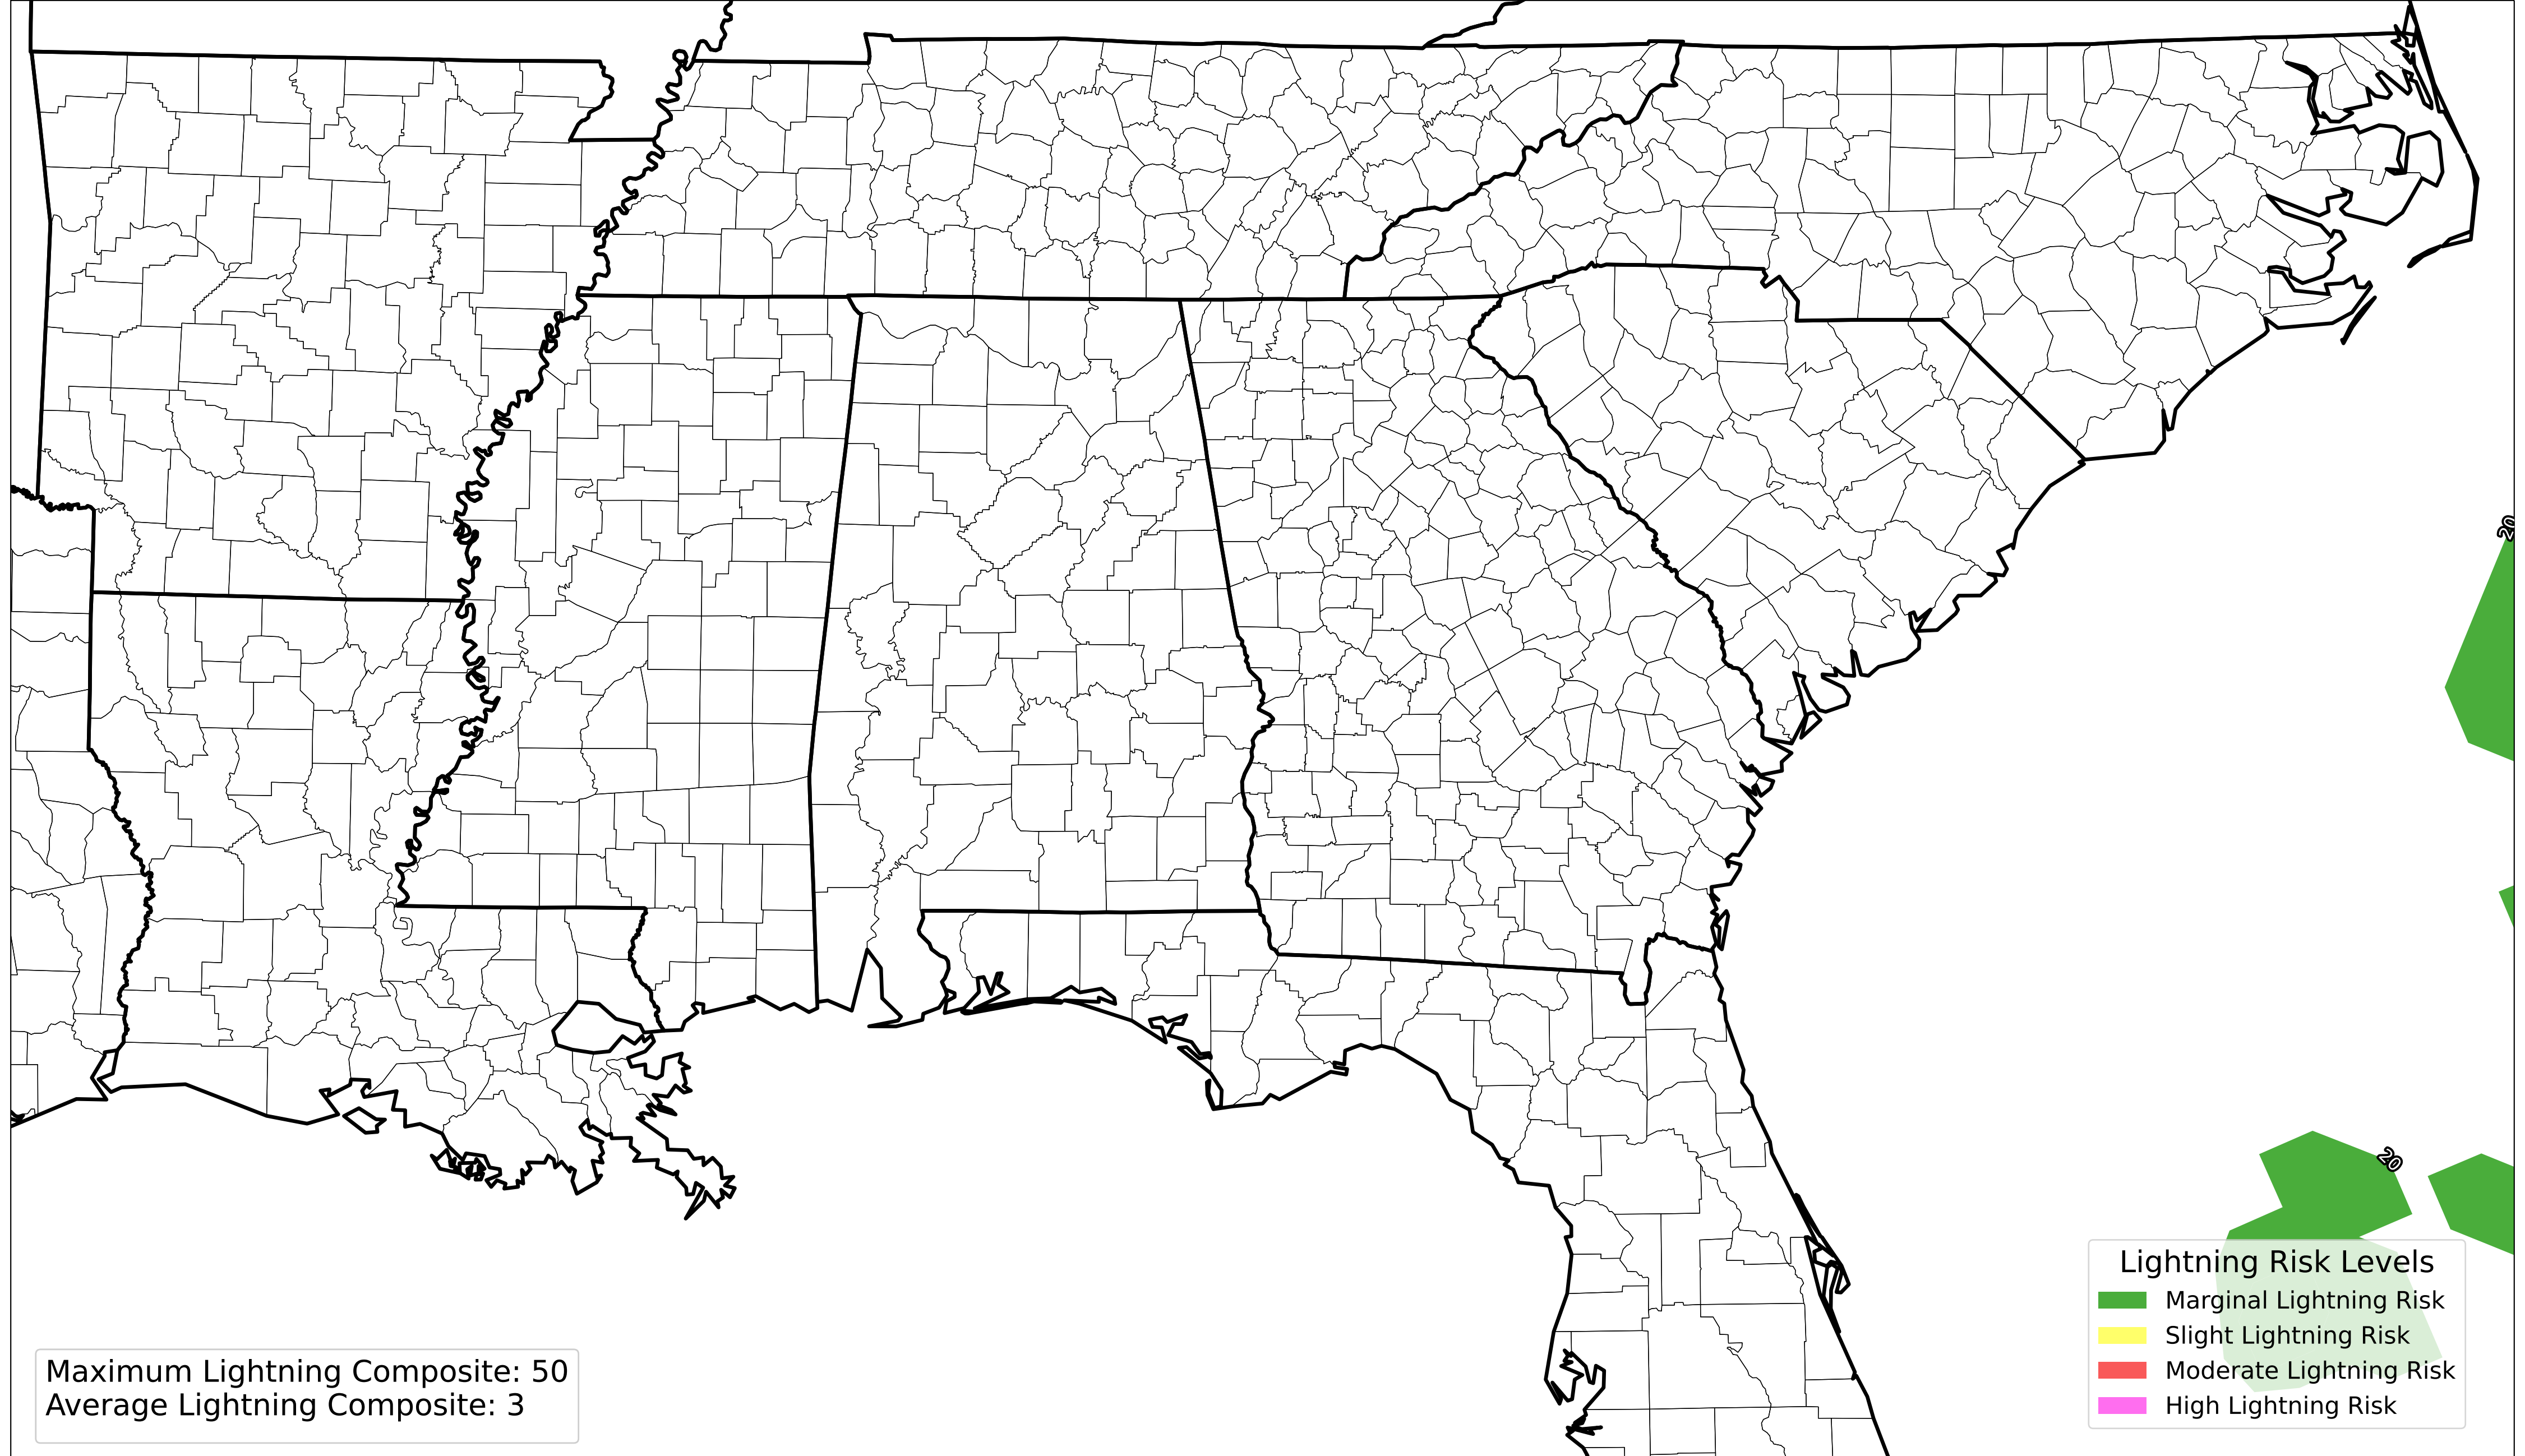 20
20
Lightning Risk Levels
Marginal Lightning Risk
Slight Lightning Risk
Moderate Lightning Risk
High Lightning Risk
Maximum Lightning Composite: 50
Average Lightning Composite: 3